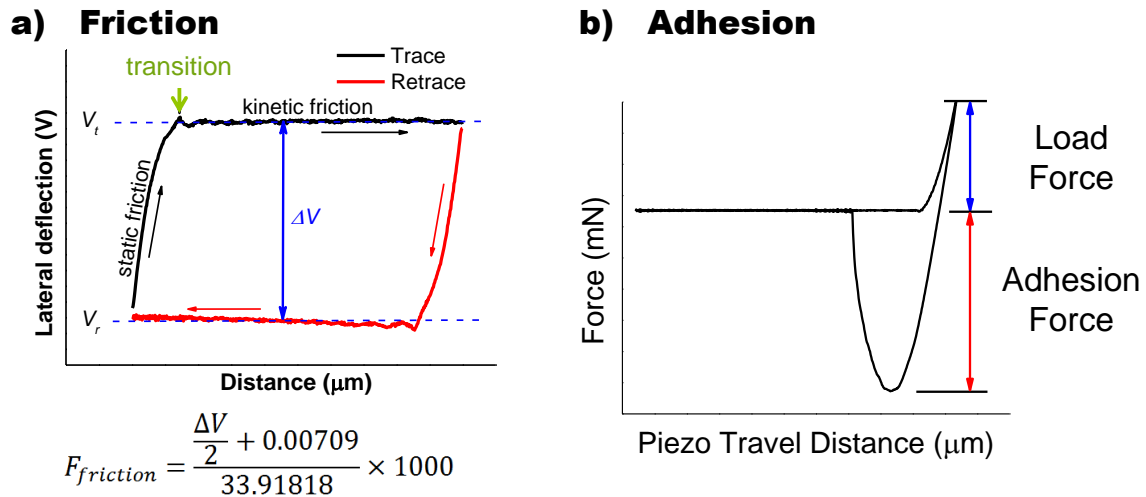 a) Friction
transition
Trace
Retrace
kinetic friction
static friction
V_t
ΔV
V_r
Lateral deflection (V)
Distance (μm)
F_friction = (ΔV/2 + 0.00709)/33.91818 × 1000
b) Adhesion
Load
Force
Adhesion
Force
Force (mN)
Piezo Travel Distance (μm)